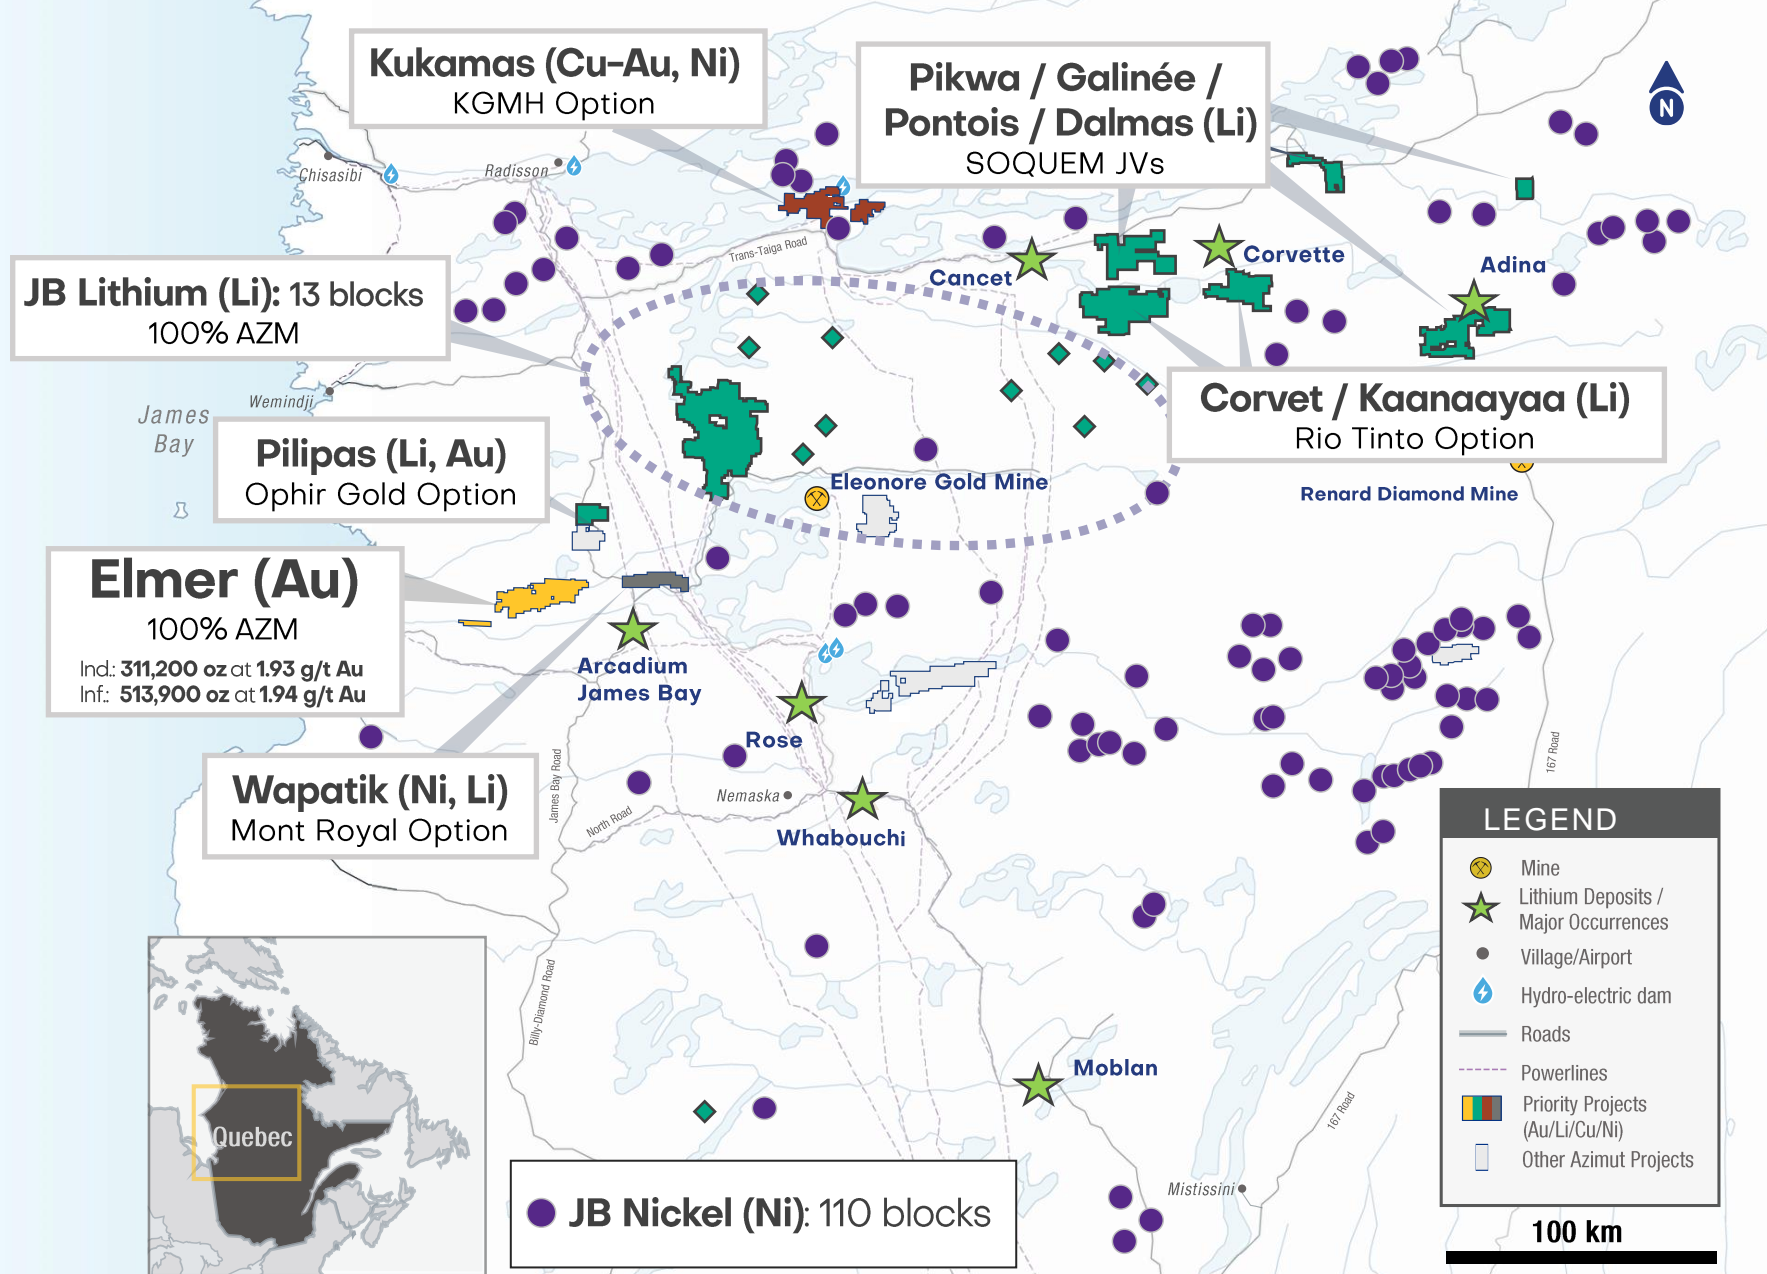 Kukamas (Cu-Au, Ni)
KGMH Option
Pikwa / Galinée /
Pontois / Dalmas (Li)
SOQUEM JVs
N
Chisasibi
Radisson
Trans-Taiga Road
Cancet
Corvette
Adina
JB Lithium (Li): 13 blocks
100% AZM
Wemindji
James
Bay
Corvet / Kaanaayaa (Li)
Rio Tinto Option
Pilipas (Li, Au)
Ophir Gold Option
Eleonore Gold Mine
Renard Diamond Mine
Elmer (Au)
100% AZM
Ind.: 311,200 oz at 1.93 g/t Au
Inf.: 513,900 oz at 1.94 g/t Au
Arcadium
James Bay
Rose
Wapatik (Ni, Li)
Mont Royal Option
James Bay Road
North Road
Nemaska
Whabouchi
167 Road
LEGEND
Mine
Lithium Deposits /
Major Occurrences
Village/Airport
Hydro-electric dam
Roads
Powerlines
Priority Projects
(Au/Li/Cu/Ni)
Other Azimut Projects
Billy-Diamond Road
Moblan
167 Road
Quebec
Mistissini
JB Nickel (Ni): 110 blocks
100 km